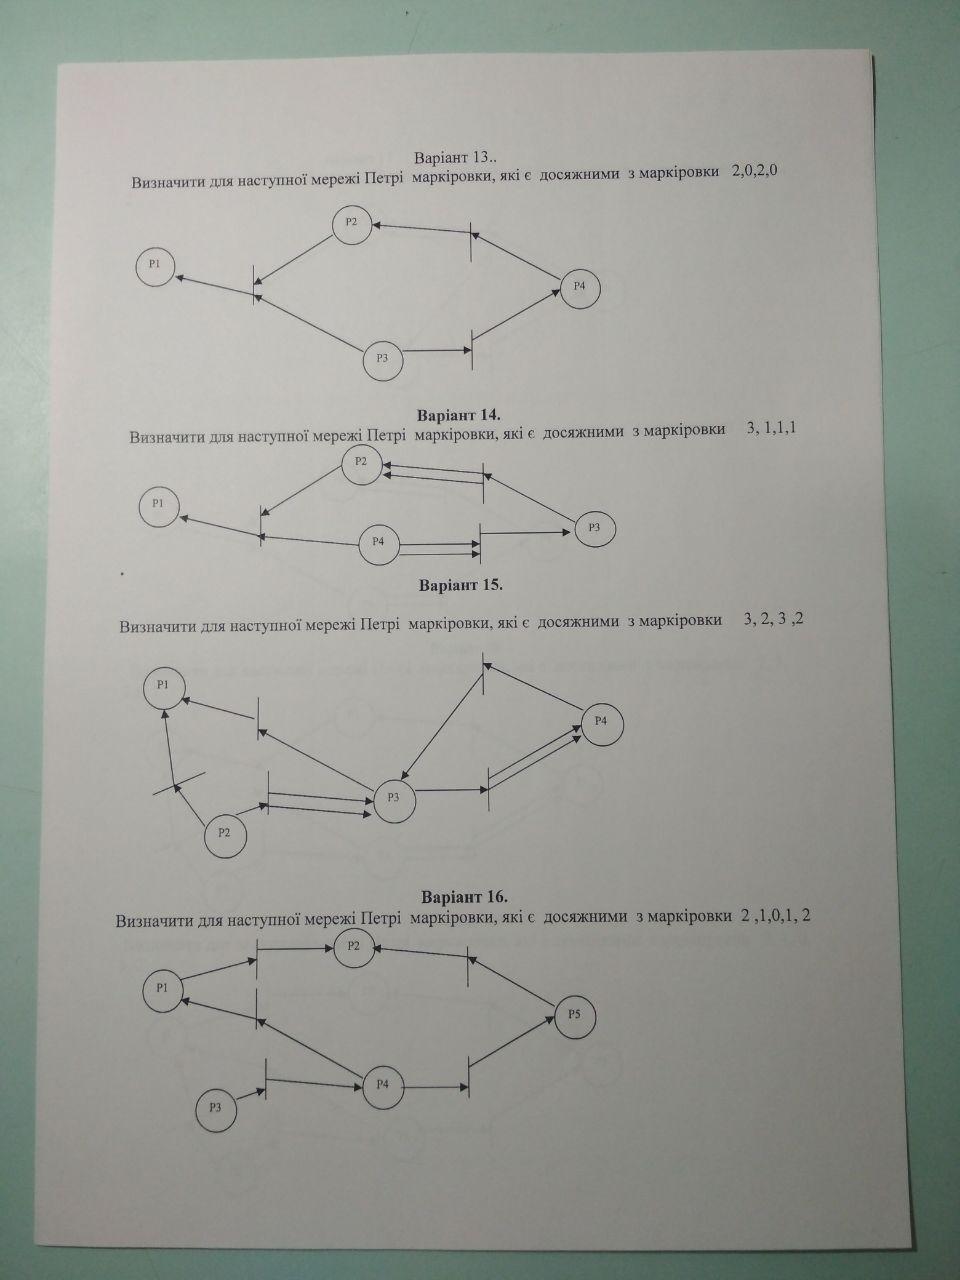 Варіант 13..
Визначити для наступної мережі Петрі маркіровки, які є досяжними з маркіровки 2,0,2,0
P2
P1
P4
P3
Варіант 14.
Визначити для наступної мережі Петрі маркіровки, які є досяжними з маркіровки 3, 1,1,1
P2
P1
P3
P4
Варіант 15.
Визначити для наступної мережі Петрі маркіровки, які є досяжними з маркіровки 3, 2, 3 ,2
P1
P4
P3
P2
Варіант 16.
Визначити для наступної мережі Петрі маркіровки, які є досяжними з маркіровки 2 ,1,0,1, 2
P2
P1
P5
P4
P3